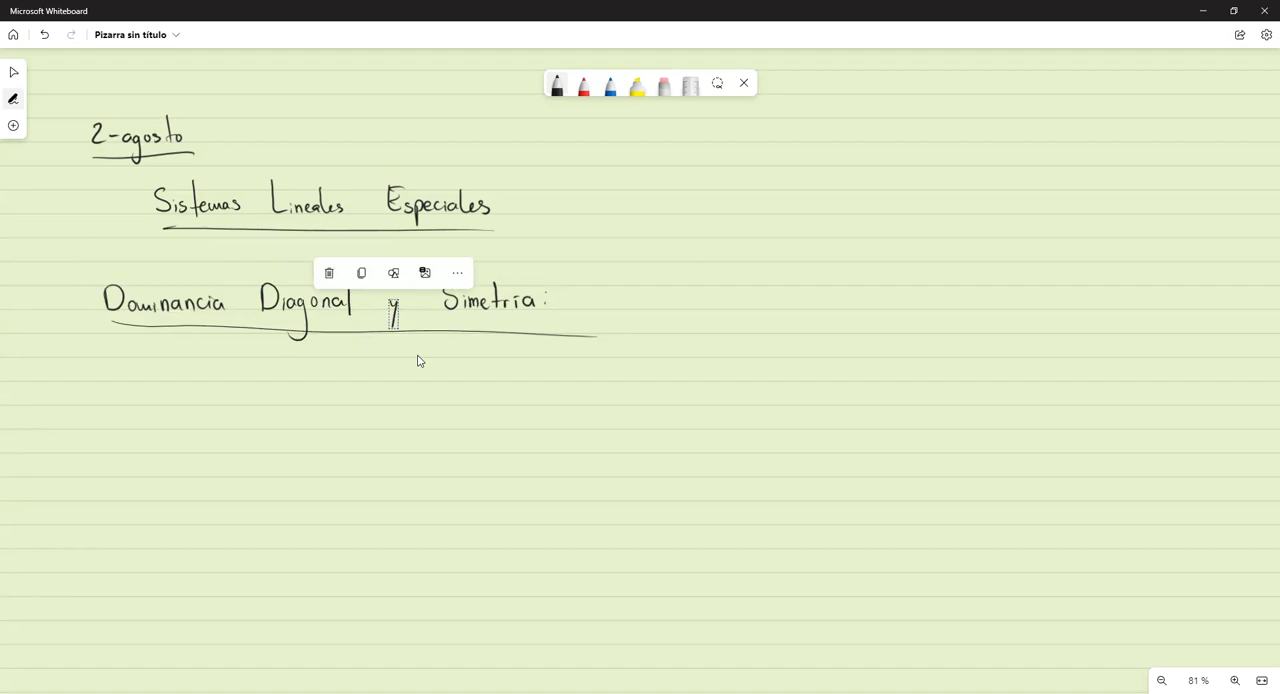 Microsoft Whiteboard
Pizarra sin título
2-agosto
Sistemas Lineales Especiales
Dominancia Diagonal y Simetría:
81 %